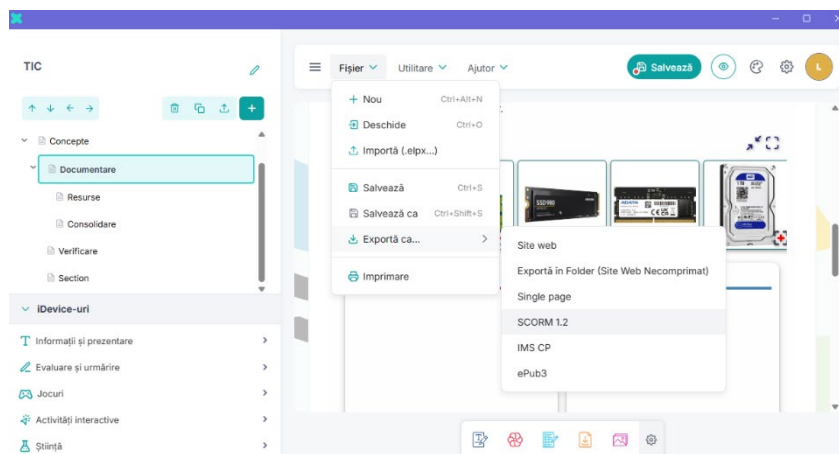 TIC
Concepte
Documentare
Resurse
Consolidare
Verificare
Section
iDevice-uri
Informații și prezentare
Evaluare și urmărire
Jocuri
Activități interactive
Știință
Fișier
Utilitare
Ajutor
Salvează
L
Nou Ctrl+Alt+N
Deschide Ctrl+O
Importă (.elpx...)
Salvează Ctrl+S
Salvează ca Ctrl+Shift+S
Exportă ca...
Imprimare
Site web
Exportă în Folder (Site Web Necomprimat)
Single page
SCORM 1.2
IMS CP
ePub3
SSD 980